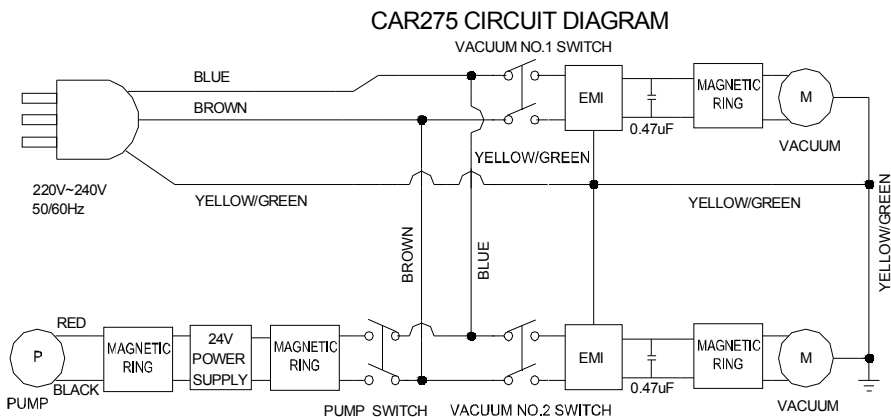 CAR275 CIRCUIT DIAGRAM
VACUUM NO.1 SWITCH
BLUE
BROWN
EMI
0.47uF
MAGNETIC
RING
M
VACUUM
YELLOW/GREEN
220V~240V
50/60Hz
YELLOW/GREEN
YELLOW/GREEN
YELLOW/GREEN
BROWN
BLUE
RED
P
BLACK
PUMP
MAGNETIC
RING
24V
POWER
SUPPLY
MAGNETIC
RING
PUMP SWITCH
VACUUM NO.2 SWITCH
EMI
0.47uF
MAGNETIC
RING
M
VACUUM